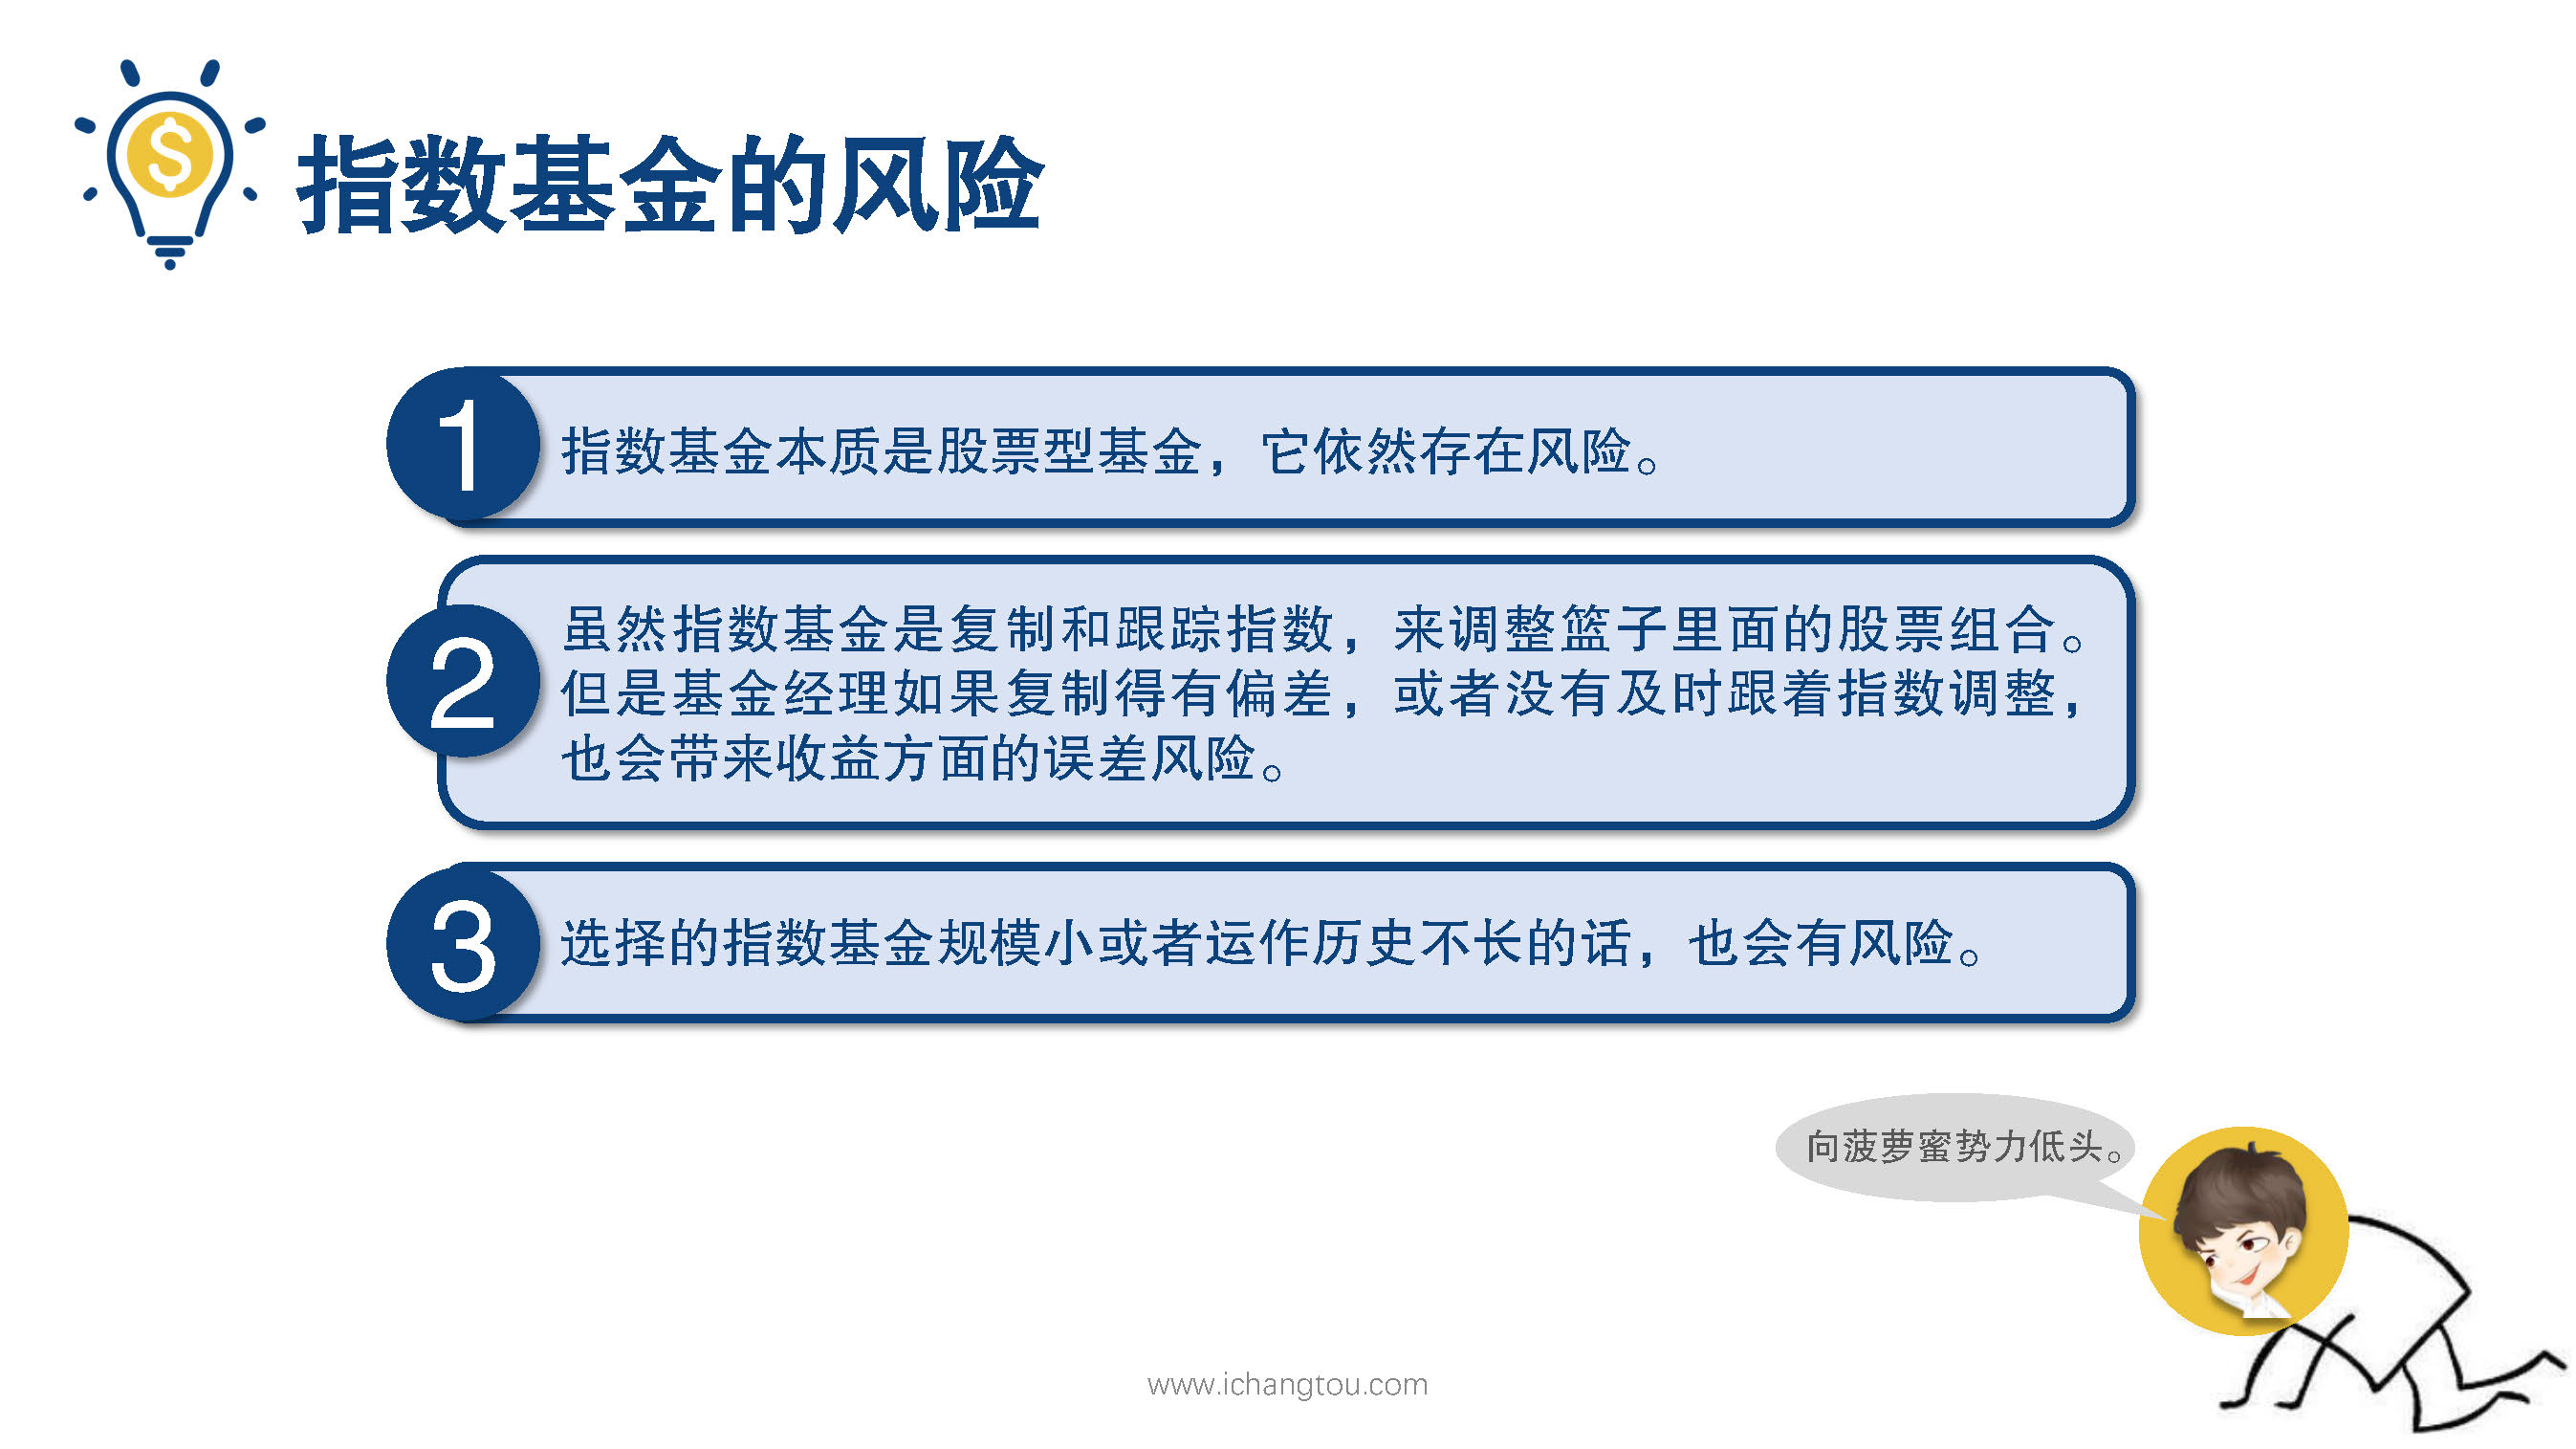 指数基金的风险
1
指数基金本质是股票型基金，它依然存在风险。
2
虽然指数基金是复制和跟踪指数，来调整篮子里面的股票组合。
但是基金经理如果复制得有偏差，或者没有及时跟着指数调整，
也会带来收益方面的误差风险。
3
选择的指数基金规模小或者运作历史不长的话，也会有风险。
向菠萝蜜势力低头。
www.ichangtou.com